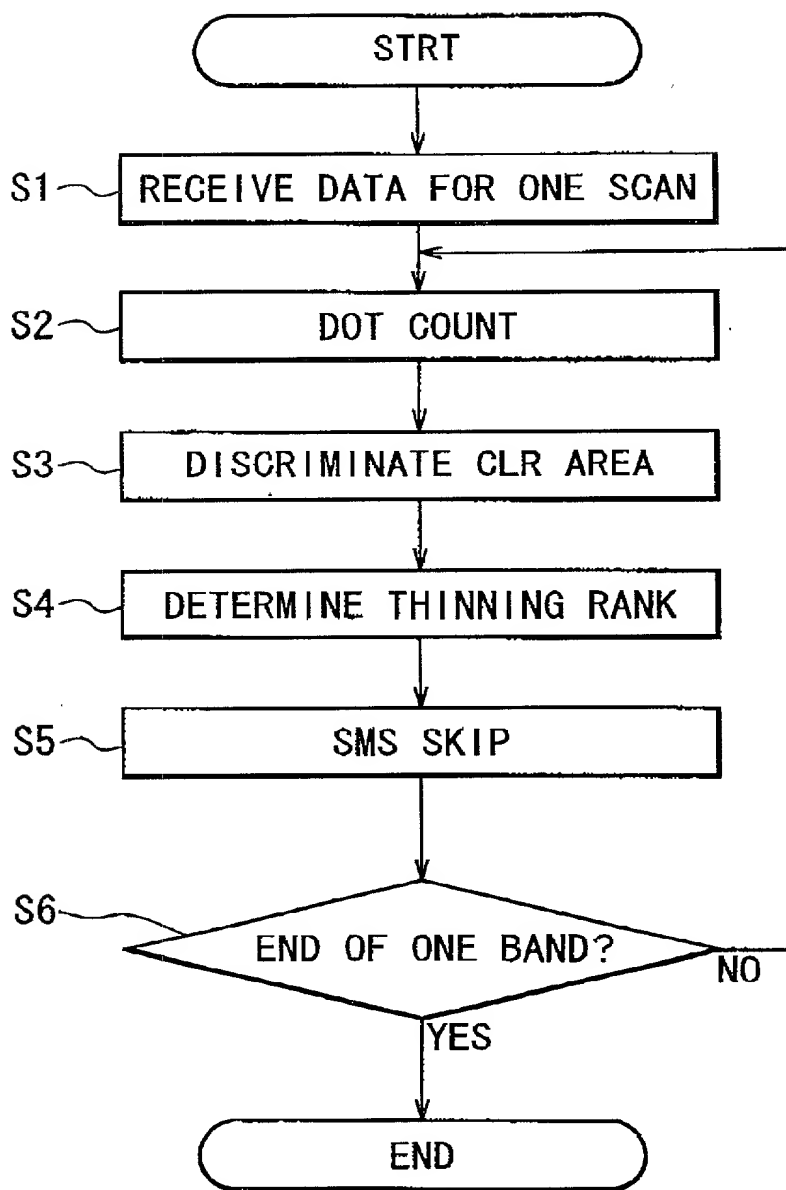 STRT
S1 RECEIVE DATA FOR ONE SCAN
S2 DOT COUNT
S3 DISCRIMINATE CLR AREA
S4 DETERMINE THINNING RANK
S5 SMS SKIP
S6 END OF ONE BAND?
NO
YES
END